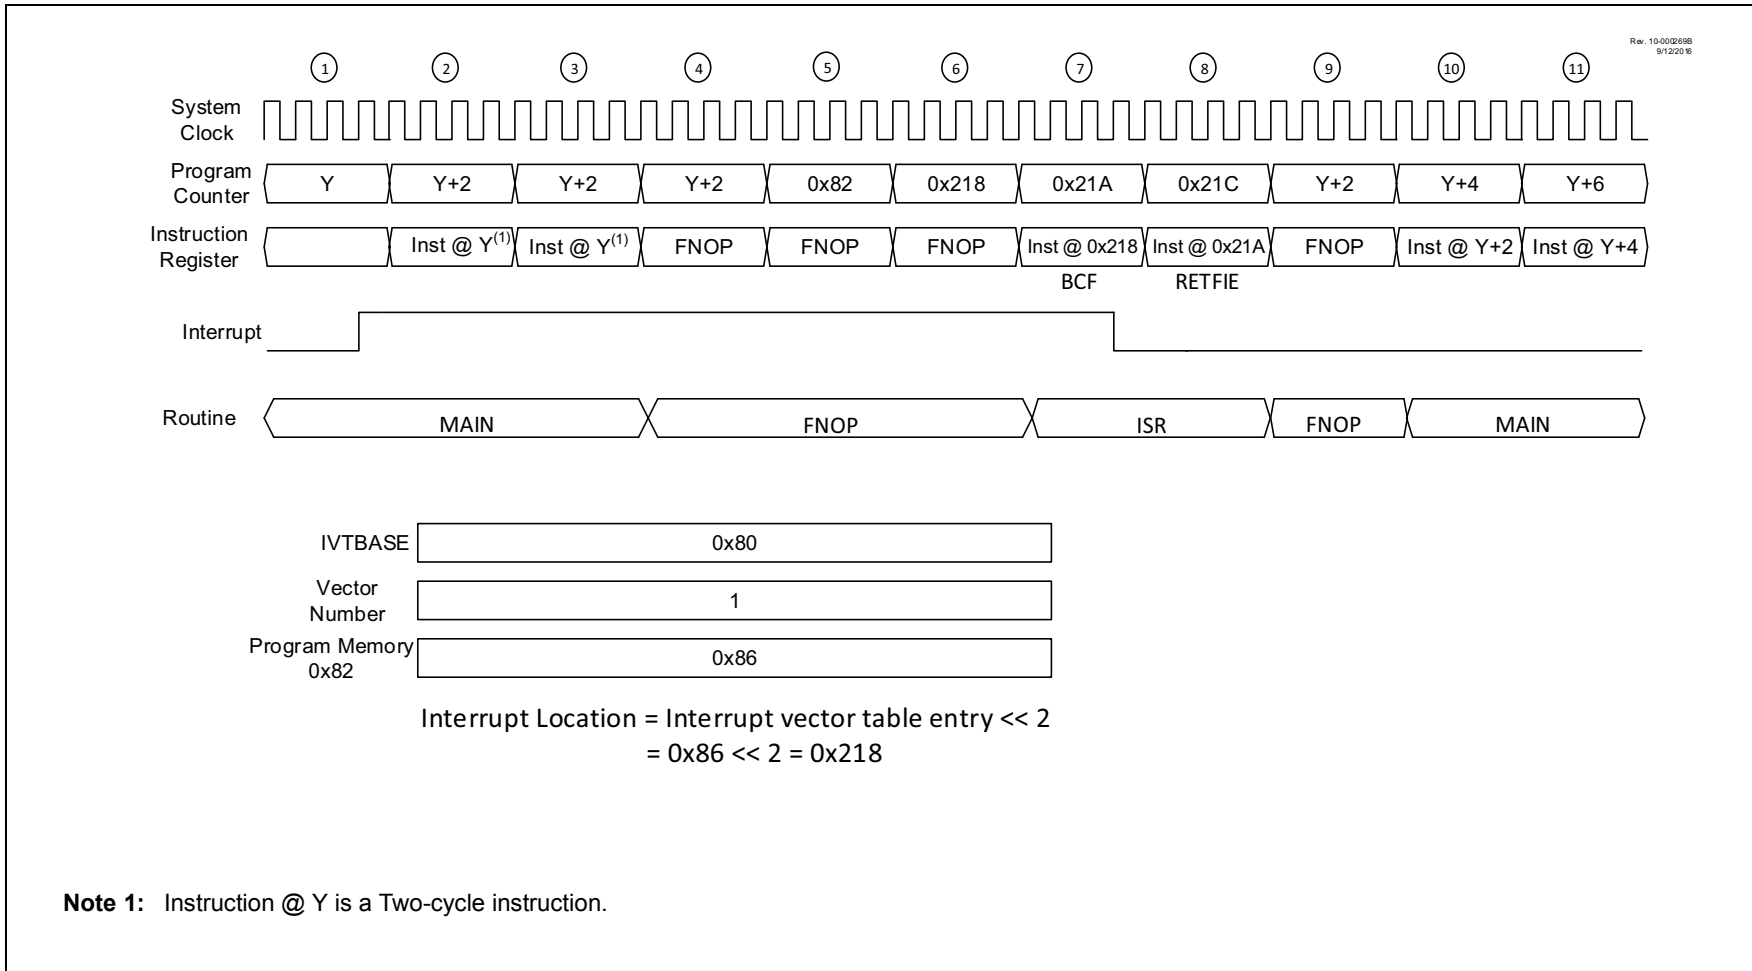 Rev. 10-000269B
9/12/2016
1 2 3 4 5 6 7 8 9 10 11
System
Clock
Program
Counter
Y Y+2 Y+2 Y+2 0x82 0x218 0x21A 0x21C Y+2 Y+4 Y+6
Instruction
Register
Inst @ Y(1) Inst @ Y(1) FNOP FNOP FNOP Inst @ 0x218 Inst @ 0x21A FNOP Inst @ Y+2 Inst @ Y+4
BCF RETFIE
Interrupt
Routine MAIN FNOP ISR FNOP MAIN
IVTBASE 0x80
Vector
Number
1
Program Memory
0x82
0x86
Interrupt Location = Interrupt vector table entry << 2
= 0x86 << 2 = 0x218
Note 1: Instruction @ Y is a Two-cycle instruction.